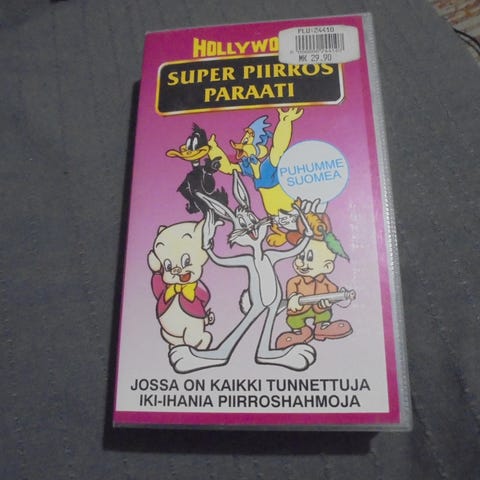 HOLLYWO
PLU:24410
MK 29.90
SUPER PIIRROS
PARAATI
PUHUMME
SUOMEA
JOSSA ON KAIKKI TUNNETTUJA
IKI-IHANIA PIIRROSHAHMOJA